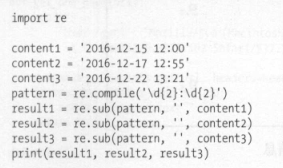 import re
content1 = '2016-12-15 12:00'
content2 = '2016-12-17 12:55'
content3 = '2016-12-22 13:21'
pattern = re.compile('\d{2}:\d{2}')
result1 = re.sub(pattern, '', content1)
result2 = re.sub(pattern, '', content2)
result3 = re.sub(pattern, '', content3)
print(result1, result2, result3)